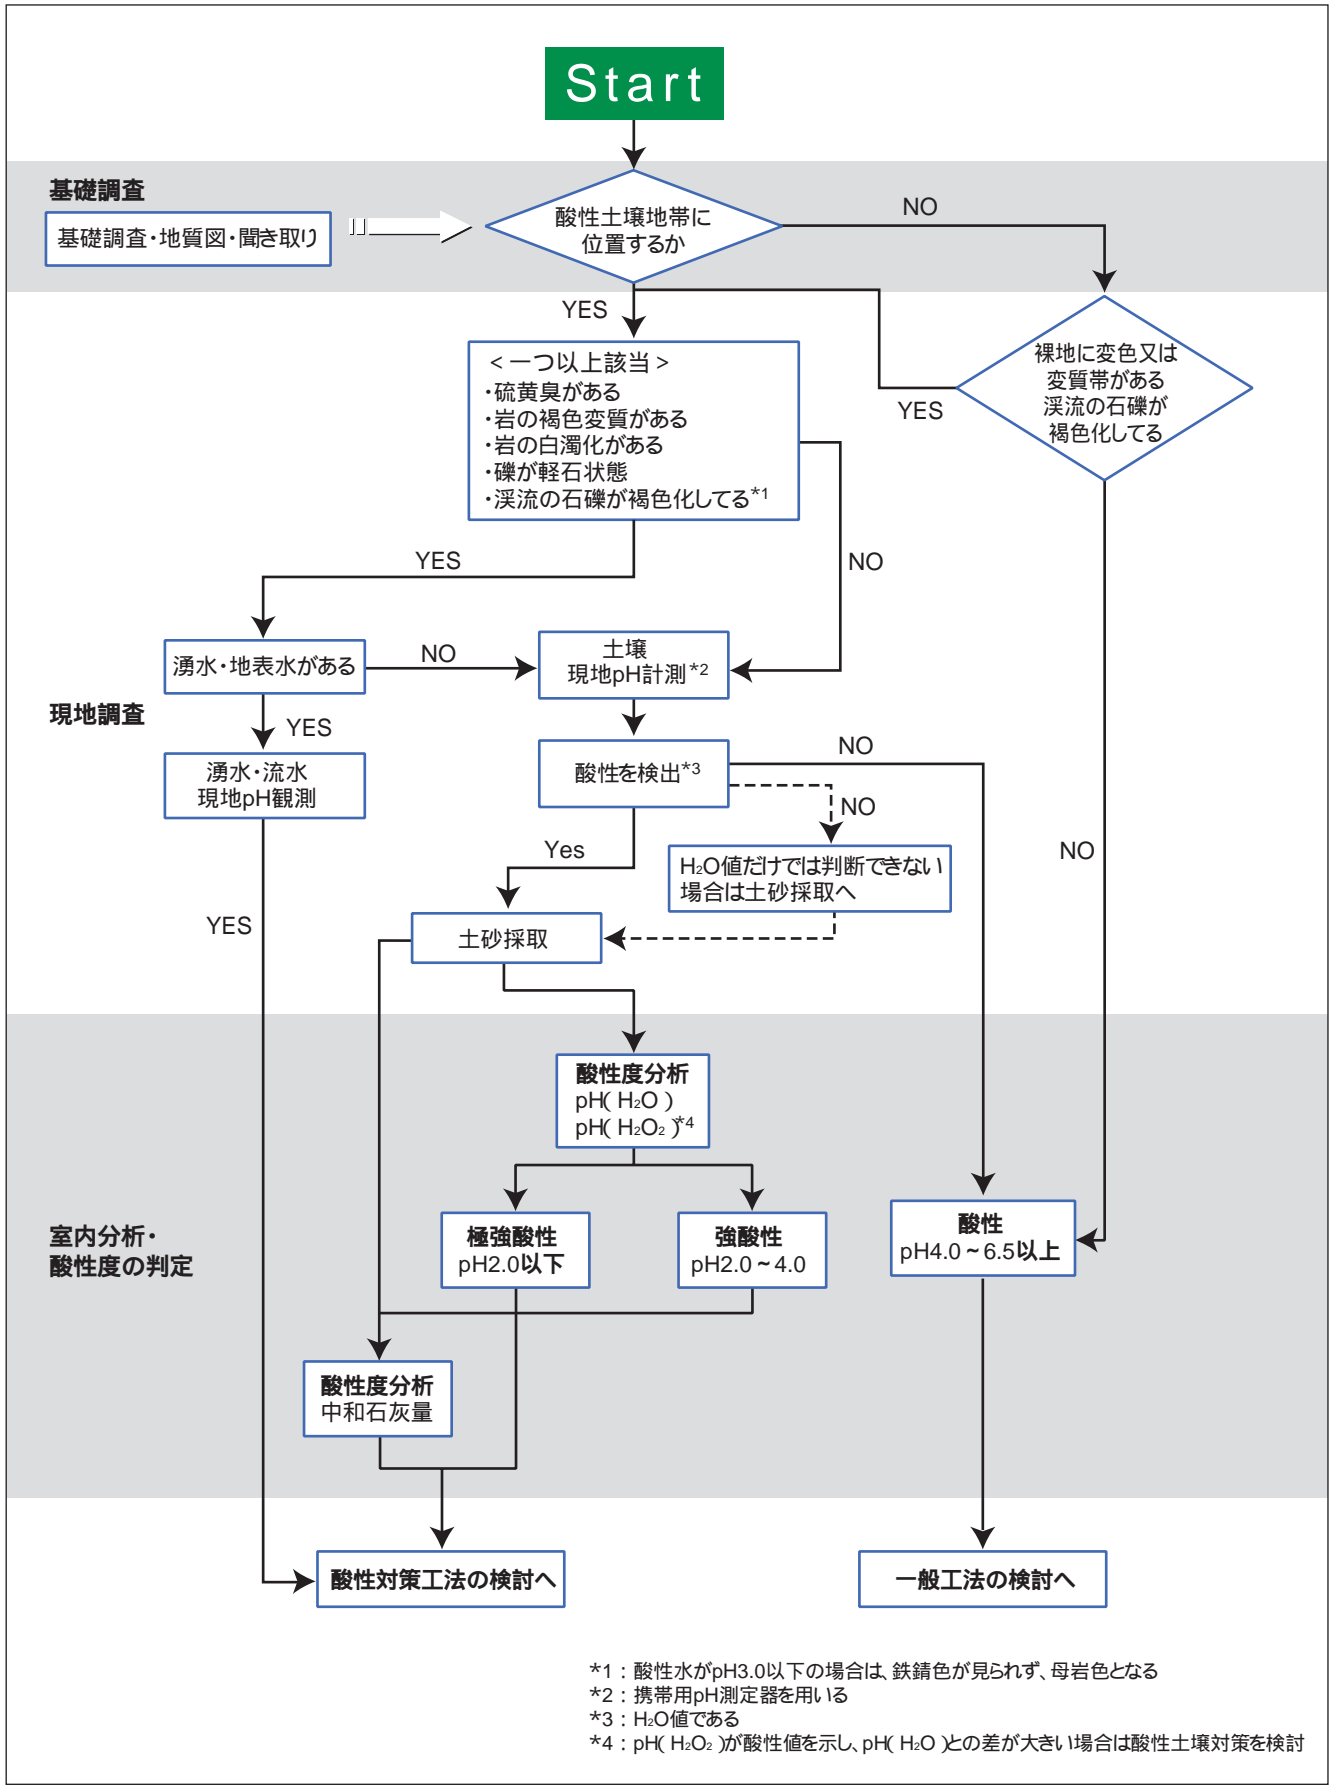 Start
基礎調査
基礎調査・地質図・聞き取り
酸性土壌地帯に
位置するか
NO
YES
裸地に変色又は
変質帯がある
渓流の石礫が
褐色化してる
YES
<一つ以上該当>
・硫黄臭がある
・岩の褐色変質がある
・岩の白濁化がある
・礫が軽石状態
・渓流の石礫が褐色化してる*1
YES
NO
湧水・地表水がある
NO
土壌
現地pH計測*2
現地調査
YES
湧水・流水
現地pH観測
酸性を検出*3
NO
NO
Yes
H2O値だけでは判断できない
場合は土砂採取へ
NO
YES
土砂採取
酸性度分析
pH(H2O)
pH(H2O2)*4
室内分析・
酸性度の判定
極強酸性
pH2.0以下
強酸性
pH2.0~4.0
酸性
pH4.0~6.5以上
酸性度分析
中和石灰量
酸性対策工法の検討へ
一般工法の検討へ
*1：酸性水がpH3.0以下の場合は、鉄錆色が見られず、母岩色となる
*2：携帯用pH測定器を用いる
*3：H2O値である
*4：pH(H2O2)が酸性値を示し、pH(H2O)との差が大きい場合は酸性土壌対策を検討